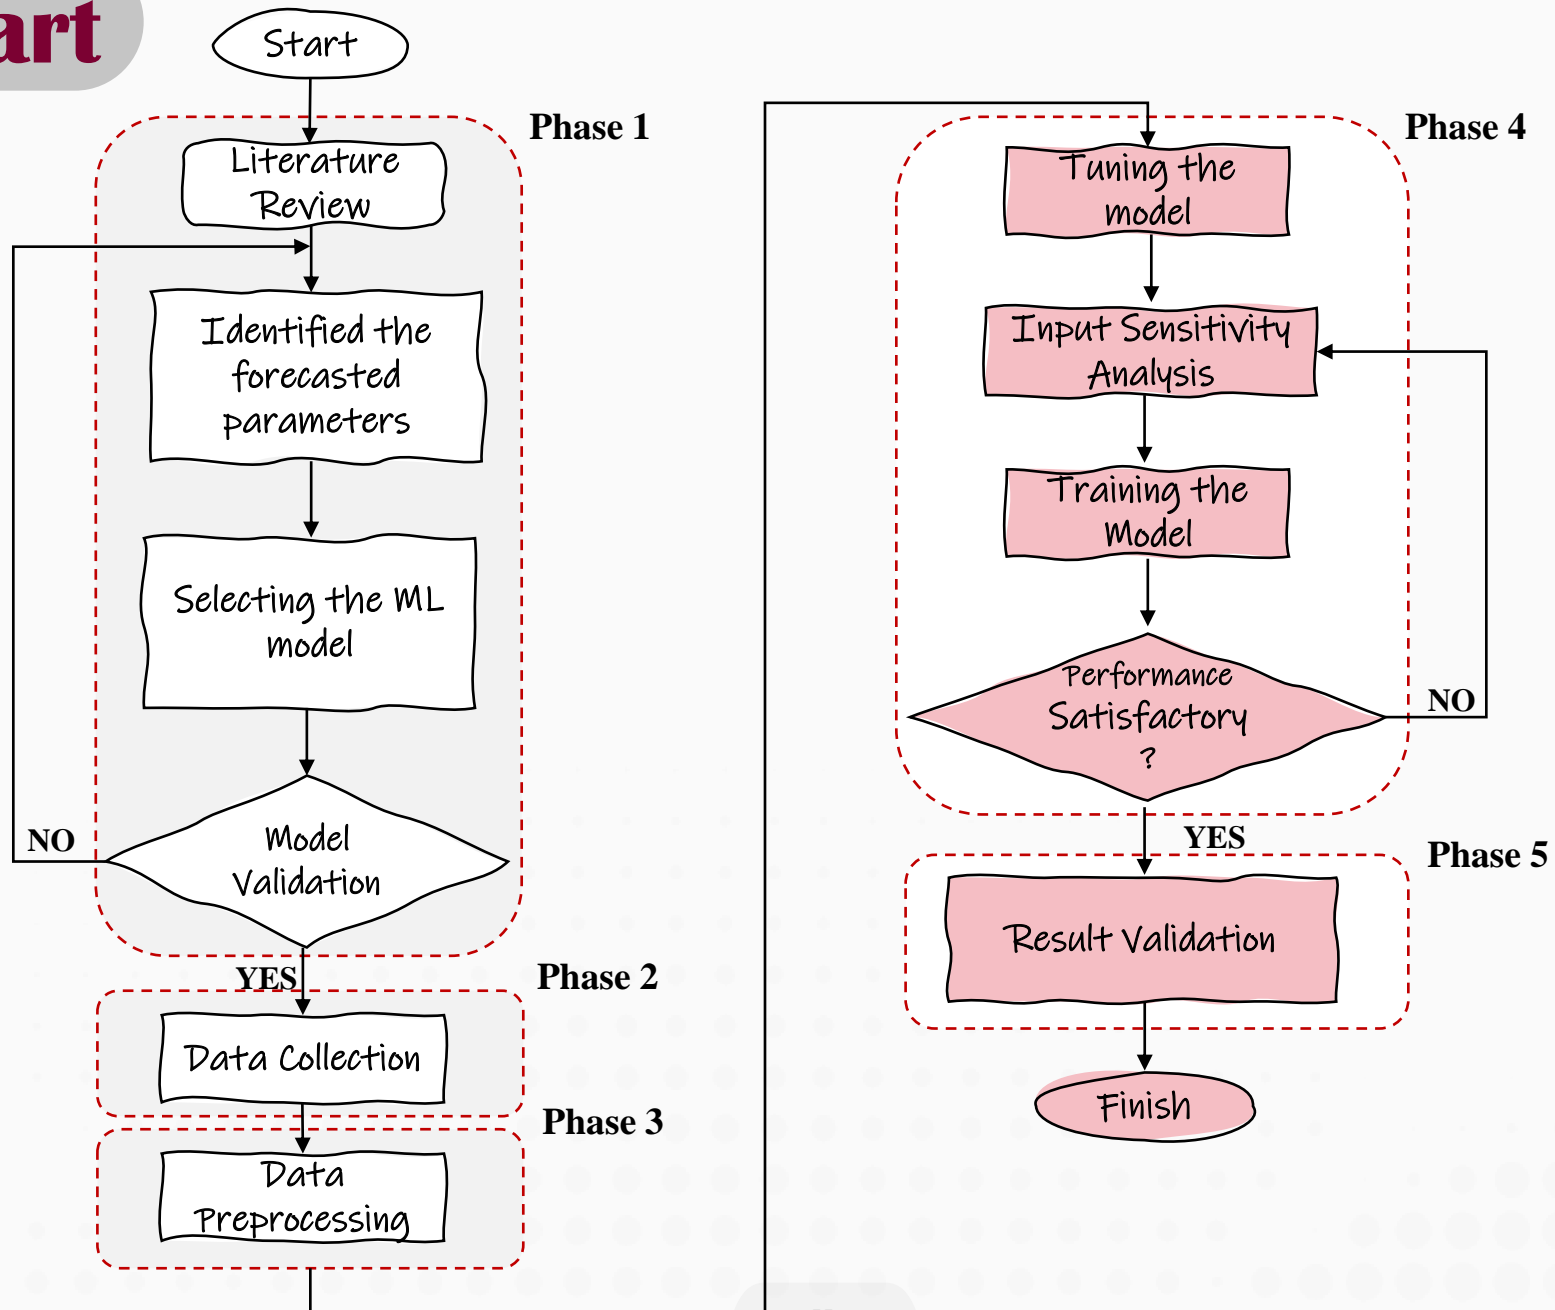 art
Start
Phase 1
Literature
Review
Identified the
forecasted
parameters
Selecting the ML
model
Model
Validation
NO
YES
Phase 2
Data Collection
Phase 3
Data
Preprocessing
Phase 4
Tuning the
model
Input Sensitivity
Analysis
Training the
Model
Performance
Satisfactory
?
NO
YES
Phase 5
Result Validation
Finish